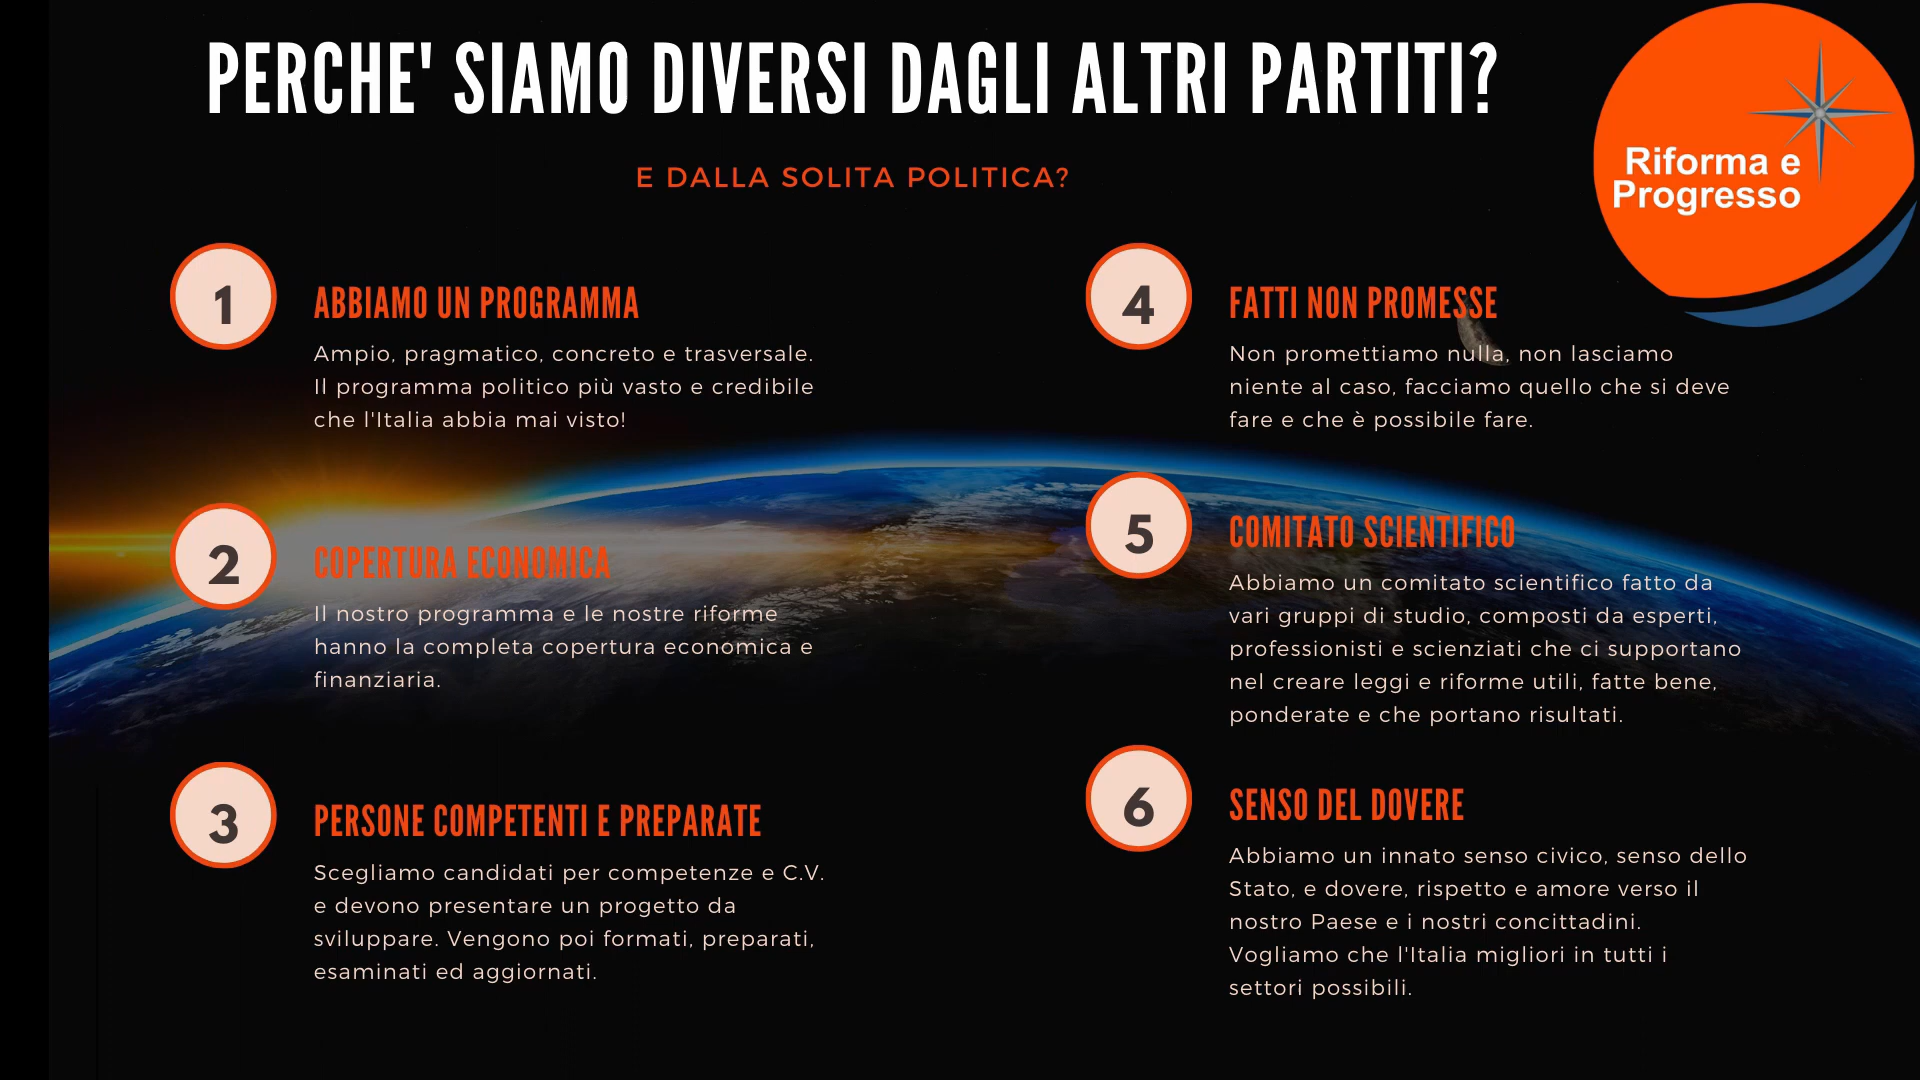 PERCHE' SIAMO DIVERSI DAGLI ALTRI PARTITI?
E DALLA SOLITA POLITICA?
Riforma e
Progresso
1
ABBIAMO UN PROGRAMMA
Ampio, pragmatico, concreto e trasversale.
Il programma politico più vasto e credibile
che l'Italia abbia mai visto!
2
COPERTURA ECONOMICA
Il nostro programma e le nostre riforme
hanno la completa copertura economica e
finanziaria.
3
PERSONE COMPETENTI E PREPARATE
Scegliamo candidati per competenze e C.V.
e devono presentare un progetto da
sviluppare. Vengono poi formati, preparati,
esaminati ed aggiornati.
4
FATTI NON PROMESSE
Non promettiamo nulla, non lasciamo
niente al caso, facciamo quello che si deve
fare e che è possibile fare.
5
COMITATO SCIENTIFICO
Abbiamo un comitato scientifico fatto da
vari gruppi di studio, composti da esperti,
professionisti e scienziati che ci supportano
nel creare leggi e riforme utili, fatte bene,
ponderate e che portano risultati.
6
SENSO DEL DOVERE
Abbiamo un innato senso civico, senso dello
Stato, e dovere, rispetto e amore verso il
nostro Paese e i nostri concittadini.
Vogliamo che l'Italia migliori in tutti i
settori possibili.